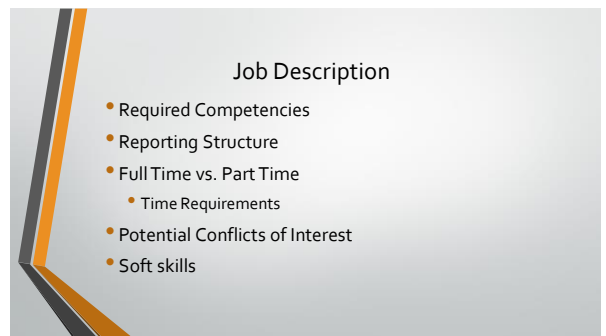 Job Description
• Required Competencies
• Reporting Structure
• Full Time vs. Part Time
• Time Requirements
• Potential Conflicts of Interest
• Soft skills